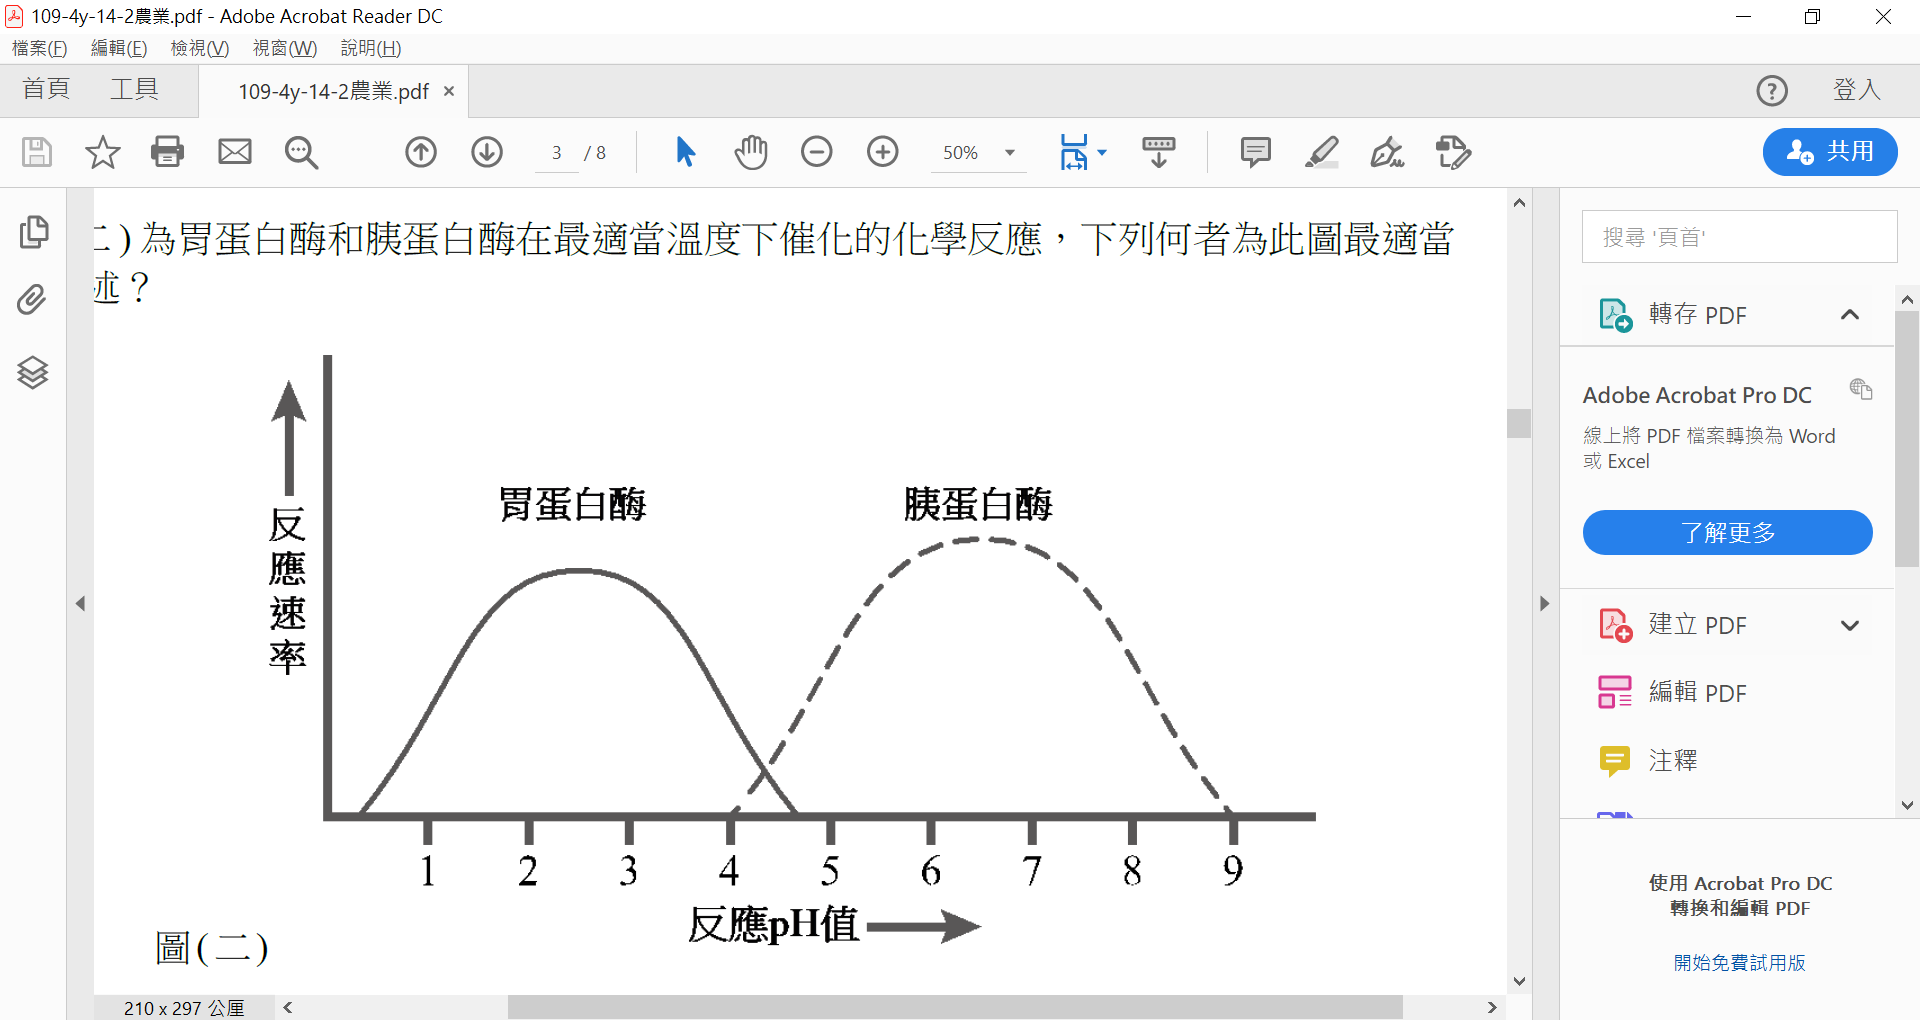 109-4y-14-2農業.pdf - Adobe Acrobat Reader DC
檔案(F) 編輯(E) 檢視(V) 視窗(W) 說明(H)
首頁 工具 109-4y-14-2農業.pdf × ? 登入
3 / 8 50% 共用
)為胃蛋白酶和胰蛋白酶在最適當溫度下催化的化學反應，下列何者為此圖最適當
述？
反應速率
胃蛋白酶
胰蛋白酶
1 2 3 4 5 6 7 8 9
反應pH值
圖(二)
210 x 297 公厘
搜尋 '頁首'
轉存 PDF
Adobe Acrobat Pro DC
線上將 PDF 檔案轉換為 Word
或 Excel
了解更多
建立 PDF
編輯 PDF
注釋
使用 Acrobat Pro DC
轉換和編輯 PDF
開始免費試用版